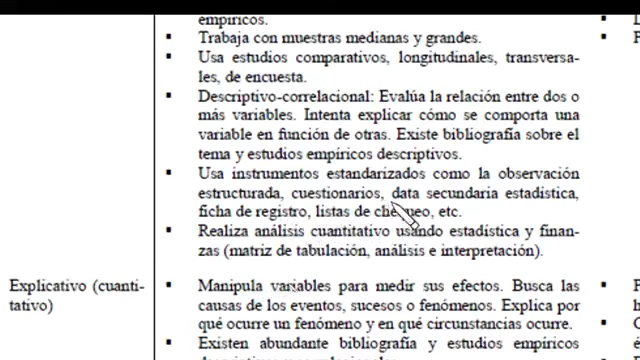 empíricos.
▪ Trabaja con muestras medianas y grandes.
▪ Usa estudios comparativos, longitudinales, transversa-
les, de encuesta.
▪ Descriptivo-correlacional: Evalúa la relación entre dos o
más variables. Intenta explicar cómo se comporta una
variable en función de otras. Existe bibliografía sobre el
tema y estudios empíricos descriptivos.
▪ Usa instrumentos estandarizados como la observación
estructurada, cuestionarios, data secundaria estadística,
ficha de registro, listas de chequeo, etc.
▪ Realiza análisis cuantitativo usando estadística y finan-
zas (matriz de tabulación, análisis e interpretación).
Explicativo (cuanti-
tativo)
▪ Manipula variables para medir sus efectos. Busca las
causas de los eventos, sucesos o fenómenos. Explica por
qué ocurre un fenómeno y en qué circunstancias ocurre.
▪ Existen abundante bibliografía y estudios empíricos